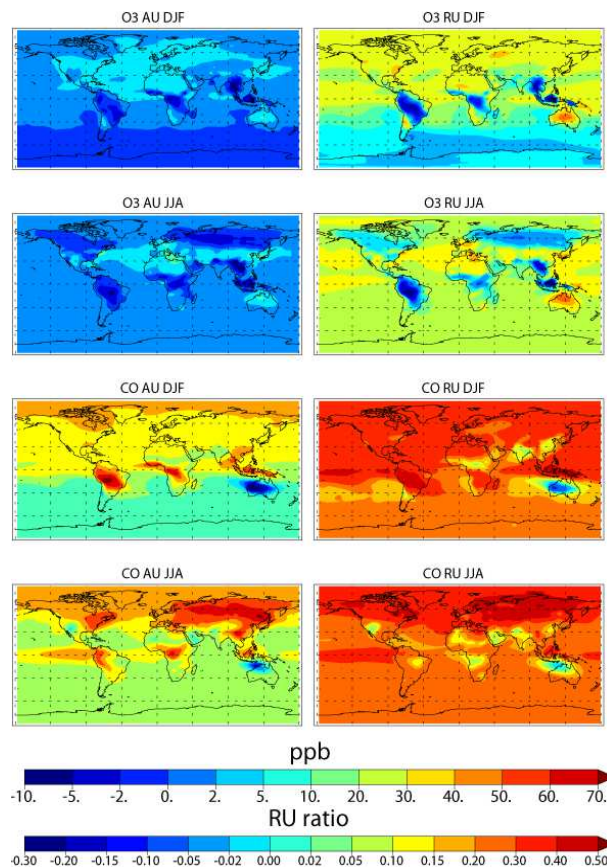 O3 AU DJF
O3 RU DJF
O3 AU JJA
O3 RU JJA
CO AU DJF
CO RU DJF
CO AU JJA
CO RU JJA
ppb
-10. -5. -2. 0. 2. 5. 10. 20. 30. 40. 50. 60. 70.
RU ratio
-0.30 -0.20 -0.10 -0.05 -0.02 0.00 0.02 0.05 0.10 0.15 0.20 0.30 0.40 0.50